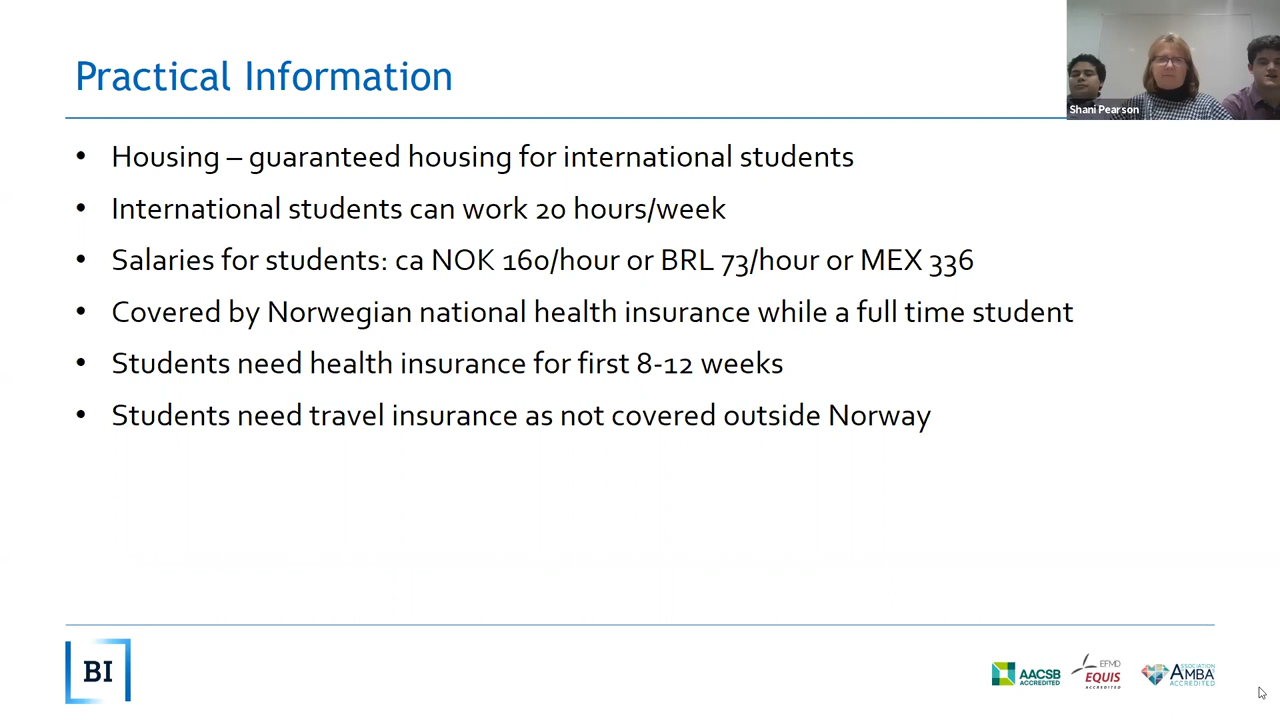 Practical Information
Shani Pearson
• Housing – guaranteed housing for international students
• International students can work 20 hours/week
• Salaries for students: ca NOK 160/hour or BRL 73/hour or MEX 336
• Covered by Norwegian national health insurance while a full time student
• Students need health insurance for first 8-12 weeks
• Students need travel insurance as not covered outside Norway
BI
AACSB
ACCREDITED
EFMD
EQUIS
ACCREDITED
ASSOCIATION
AMBA
ACCREDITED